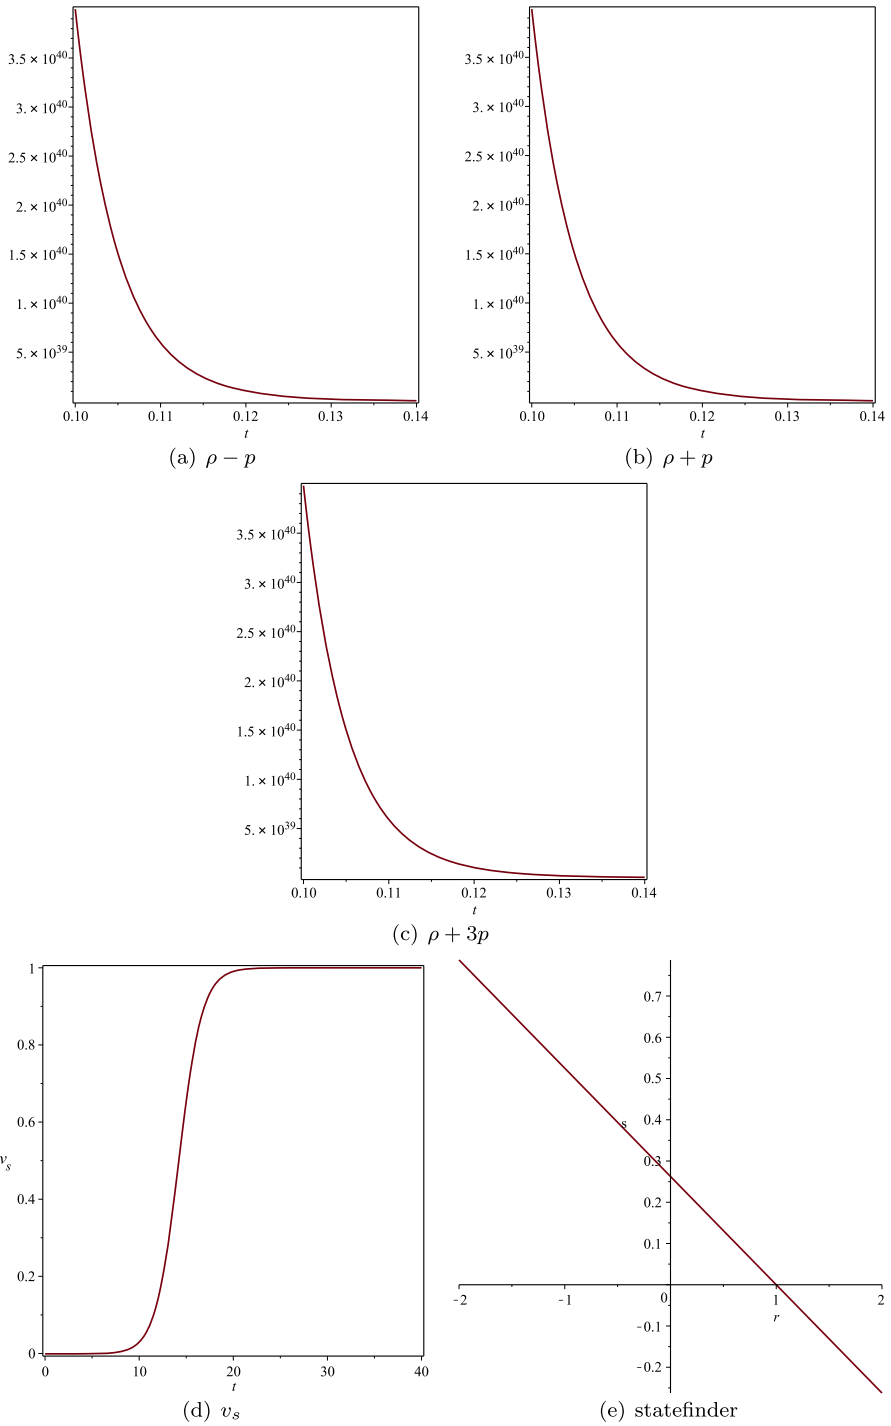 3.5 × 10^40
3. × 10^40
2.5 × 10^40
2. × 10^40
1.5 × 10^40
1. × 10^40
5. × 10^39
0.10 0.11 0.12 0.13 0.14
t
(a) ρ − p
3.5 × 10^40
3. × 10^40
2.5 × 10^40
2. × 10^40
1.5 × 10^40
1. × 10^40
5. × 10^39
0.10 0.11 0.12 0.13 0.14
t
(b) ρ + p
3.5 × 10^40
3. × 10^40
2.5 × 10^40
2. × 10^40
1.5 × 10^40
1. × 10^40
5. × 10^39
0.10 0.11 0.12 0.13 0.14
t
(c) ρ + 3p
1
0.8
0.6
v_s
0.4
0.2
0
0 10 20 30 40
t
(d) v_s
0.7
0.6
0.5
0.4
s
0.3
0.2
0.1
-2 -1 0 1 2
r
-0.1
-0.2
(e) statefinder